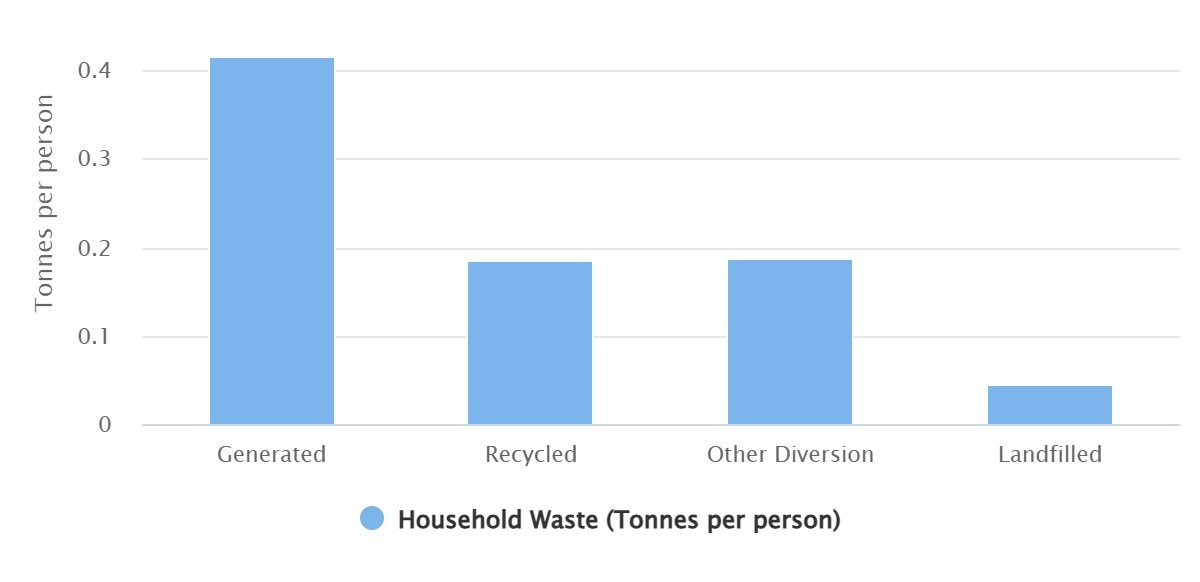 Tonnes per person
0.4
0.3
0.2
0.1
0
Generated
Recycled
Other Diversion
Landfilled
Household Waste (Tonnes per person)